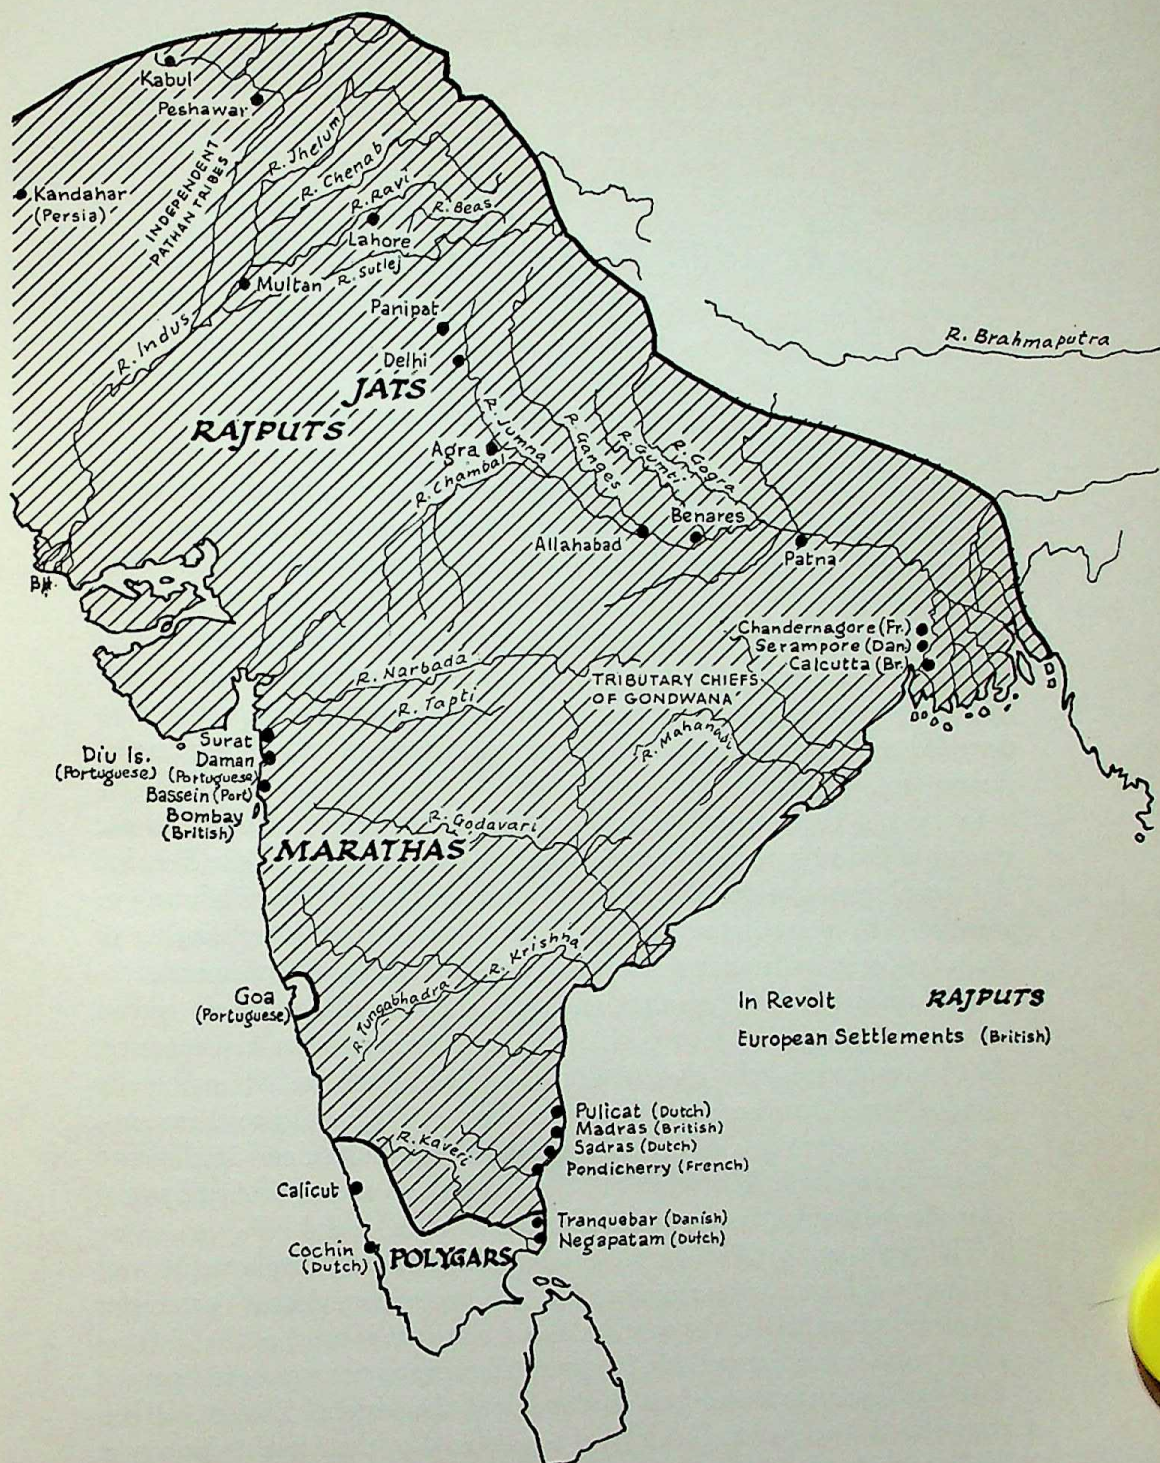 Kabul
Peshawar
Kandahar
(Persia)
INDEPENDENT
PATHAN TRIBES
R. Jhelum
R. Chenab
R. Ravi
R. Beas
Lahore
Multan
R. Sutlej
R. Indus
Panipat
Delhi
JATS
RAJPUTS
R. Brahmaputra
Agra
R. Jumna
R. Chambal
R. Ganges
R. Gumti
R. Gogra
Benares
Allahabad
Patna
Chandernagore (Fr.)
Serampore (Dan)
Calcutta (Br.)
R. Narbada
TRIBUTARY CHIEFS
OF GONDWANA
R. Tapti
R. Mahanadi
Surat
Diu Is.
(Portuguese)
Daman
(Portuguese)
Bassein (Port)
Bombay
(British)
R. Godavari
MARATHAS
R. Krishna
R. Tungabhadra
Goa
(Portuguese)
In Revolt RAJPUTS
European Settlements (British)
Pulicat (Dutch)
Madras (British)
Sadras (Dutch)
Pondicherry (French)
R. Kaveri
Calicut
Tranquebar (Danish)
Negapatam (Dutch)
Cochin
(Dutch)
POLYGARS